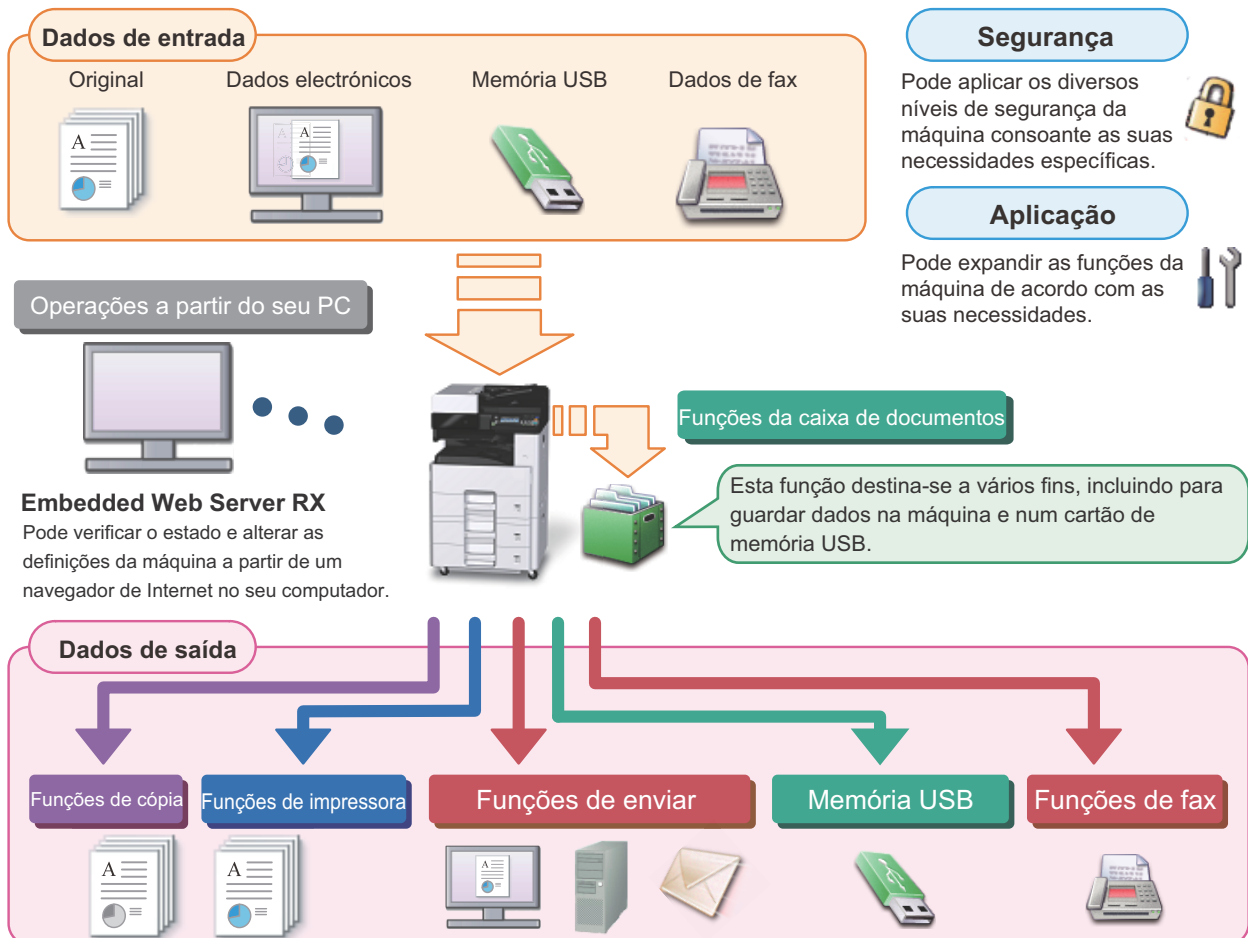 Dados de entrada
Original
Dados electrónicos
Memória USB
Dados de fax
Segurança
Pode aplicar os diversos
níveis de segurança da
máquina consoante as suas
necessidades específicas.
Aplicação
Pode expandir as funções da
máquina de acordo com as
suas necessidades.
Operações a partir do seu PC
Embedded Web Server RX
Pode verificar o estado e alterar as
definições da máquina a partir de um
navegador de Internet no seu computador.
Funções da caixa de documentos
Esta função destina-se a vários fins, incluindo para
guardar dados na máquina e num cartão de
memória USB.
Dados de saída
Funções de cópia
Funções de impressora
Funções de enviar
Memória USB
Funções de fax